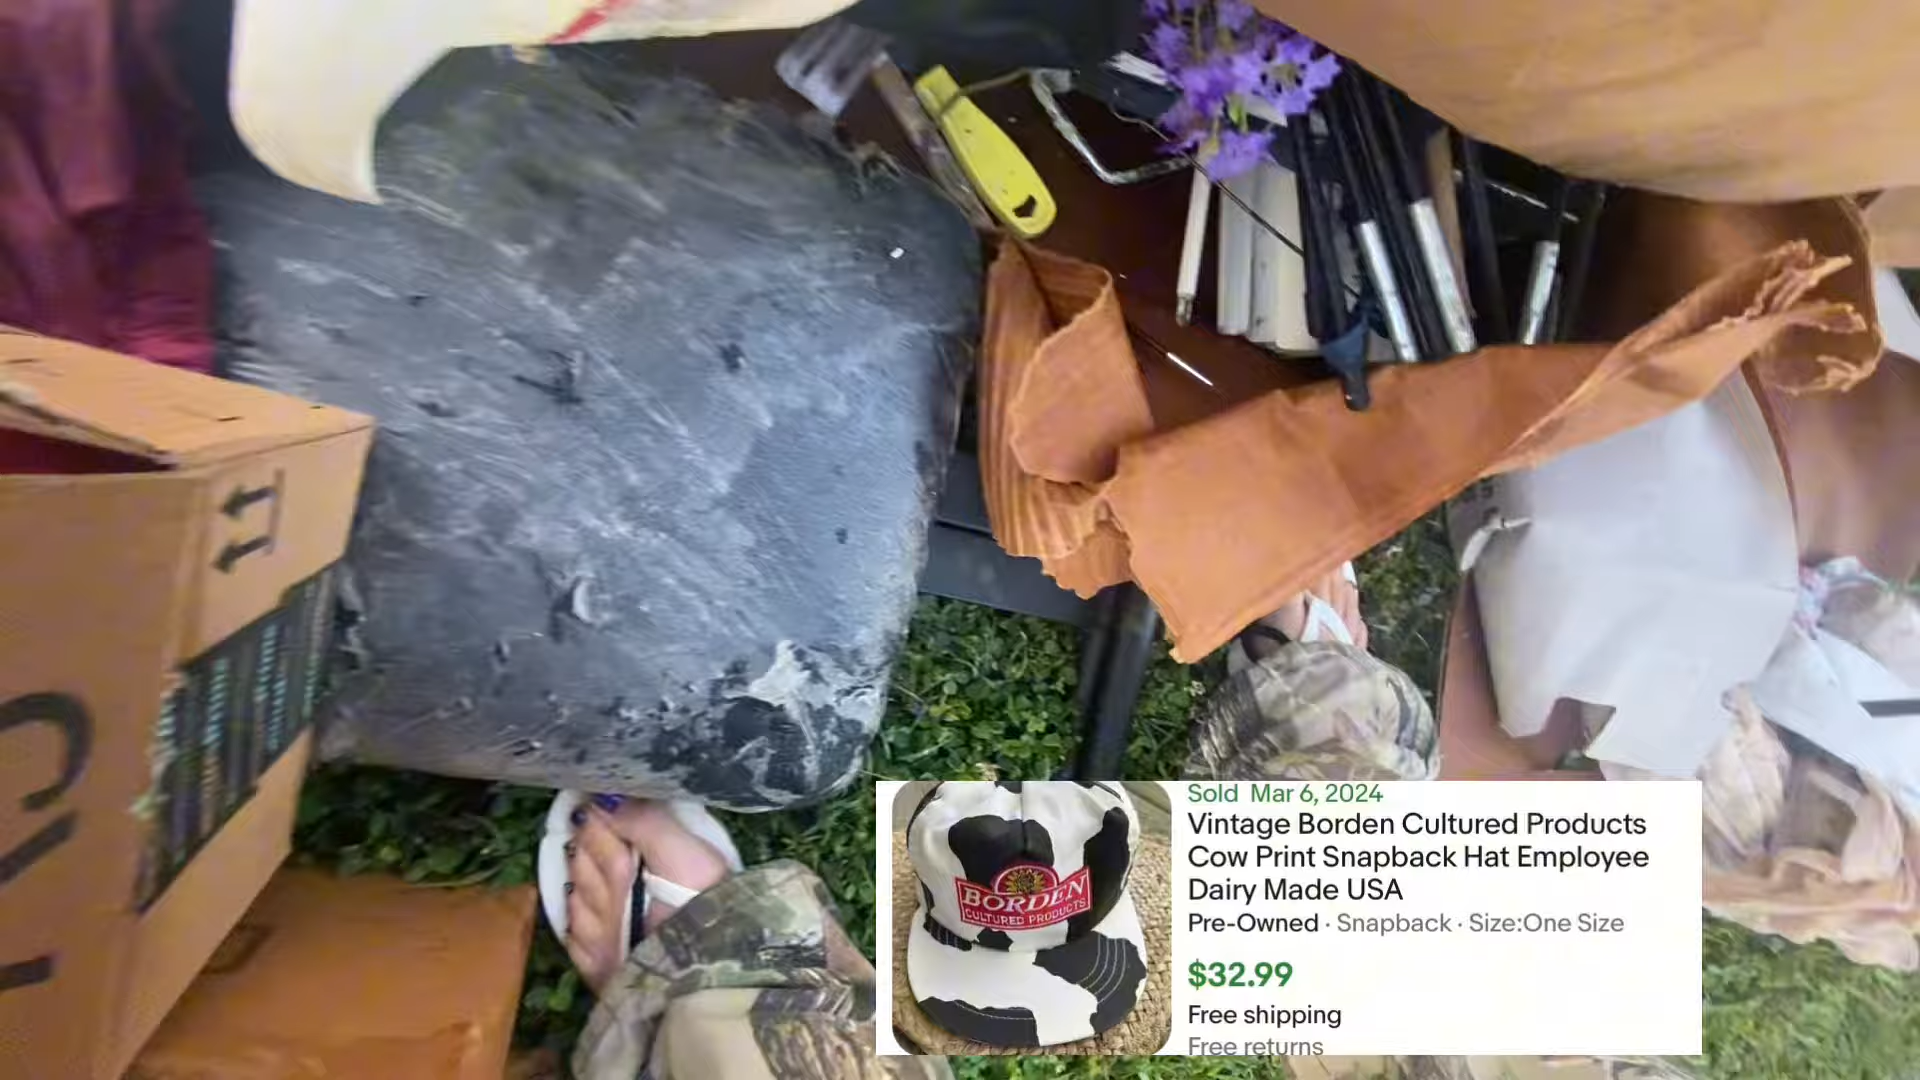 Sold Mar 6, 2024
Vintage Borden Cultured Products
Cow Print Snapback Hat Employee
Dairy Made USA
Pre-Owned · Snapback · Size:One Size
$32.99
Free shipping
Free returns
BORDEN
CULTURED PRODUCTS